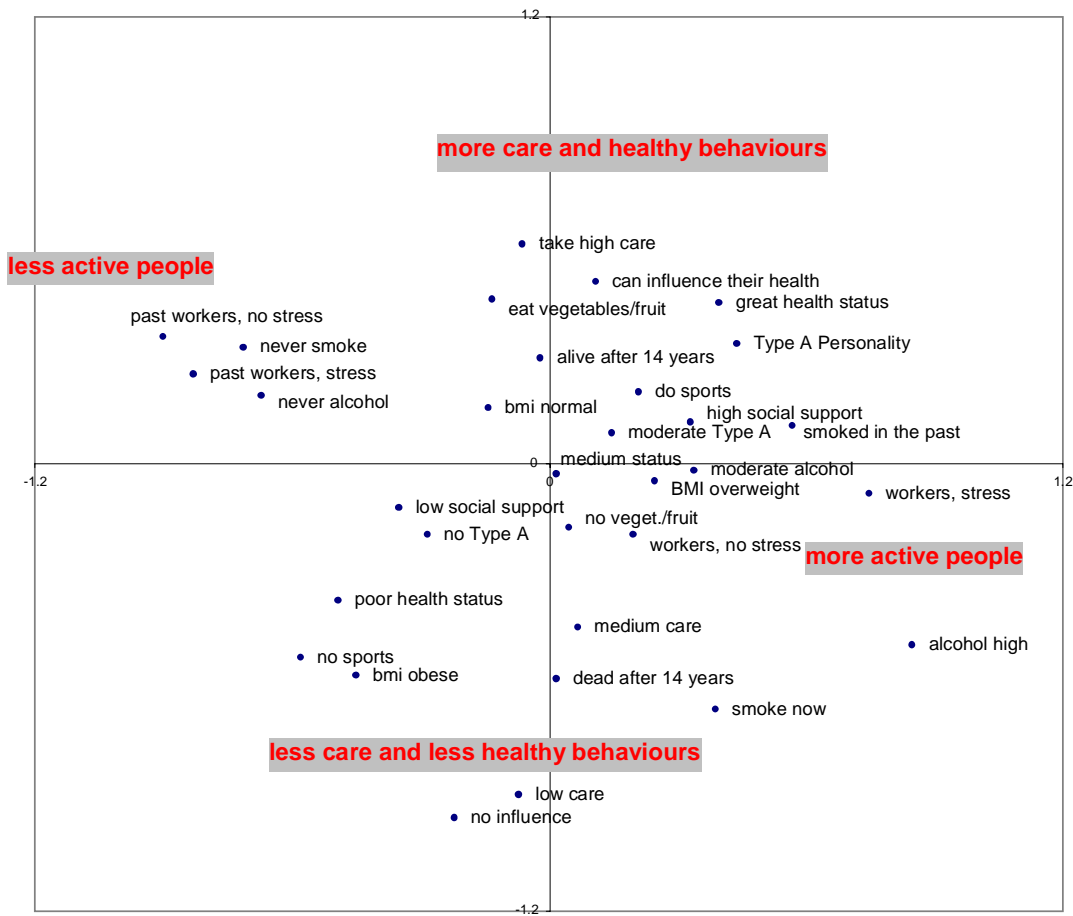 1.2
more care and healthy behaviours
take high care
less active people
can influence their health
great health status
eat vegetables/fruit
past workers, no stress
Type A Personality
never smoke
alive after 14 years
past workers, stress
do sports
never alcohol
bmi normal
high social support
moderate Type A
smoked in the past
medium status
0
moderate alcohol
-1.2
0
1.2
BMI overweight
workers, stress
low social support
no veget./fruit
no Type A
workers, no stress
more active people
poor health status
medium care
alcohol high
no sports
bmi obese
dead after 14 years
smoke now
less care and less healthy behaviours
low care
no influence
-1.2